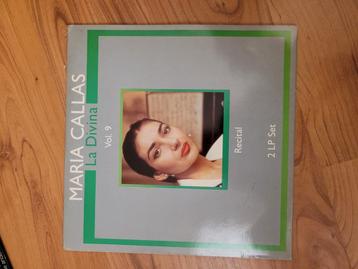 MARIA CALLAS
La Divina
Vol. 9
Recital
2 LP Set